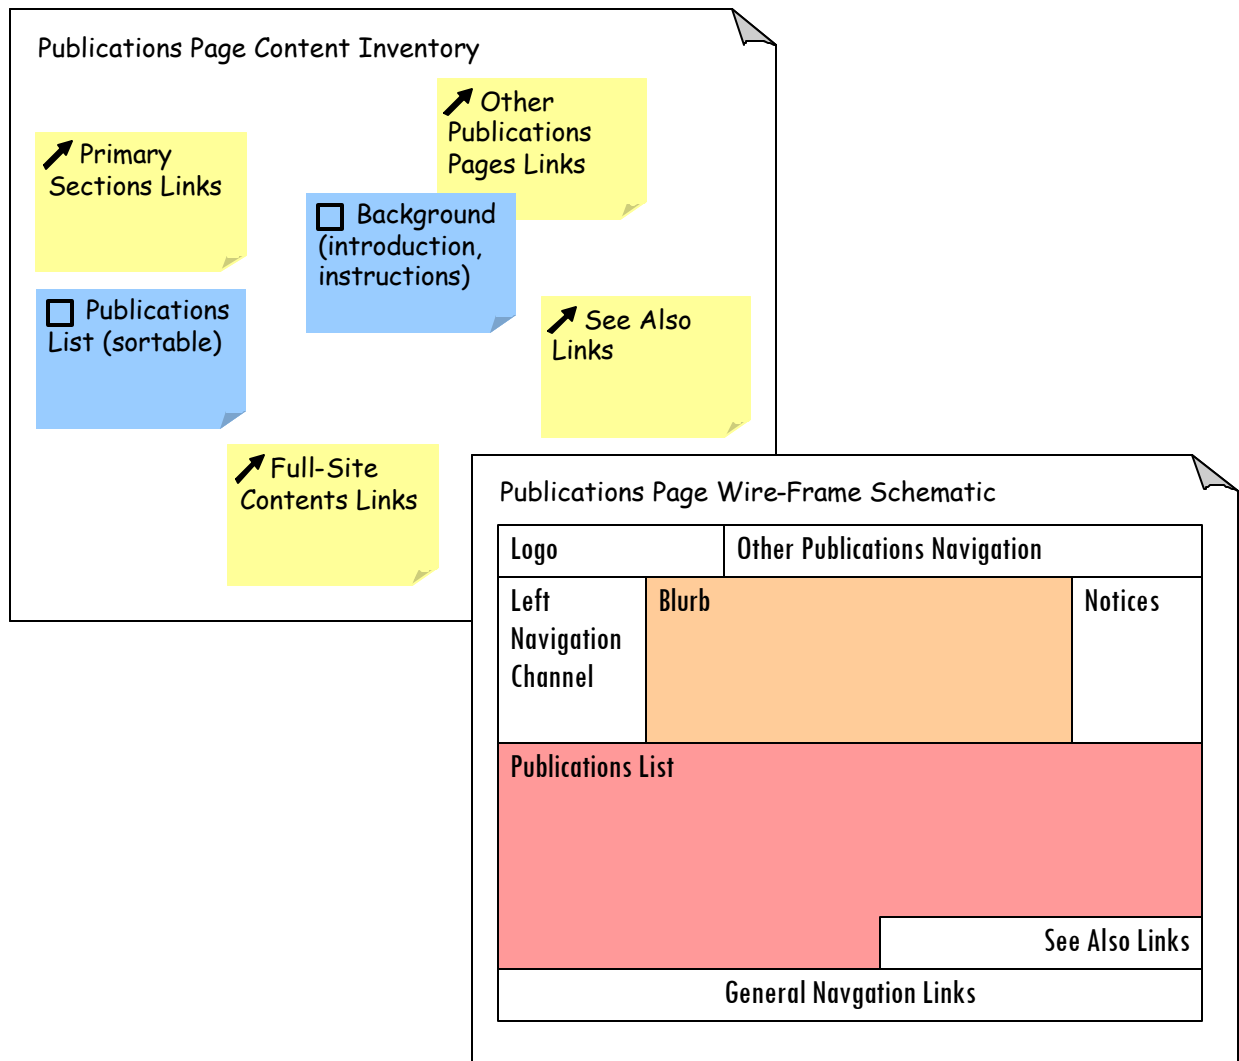 Publications Page Content Inventory
Other
Publications
Pages Links
Primary
Sections Links
Background
(introduction,
instructions)
Publications
List (sortable)
See Also
Links
Full-Site
Contents Links
Publications Page Wire-Frame Schematic
Logo
Other Publications Navigation
Left
Navigation
Channel
Blurb
Notices
Publications List
See Also Links
General Navgation Links